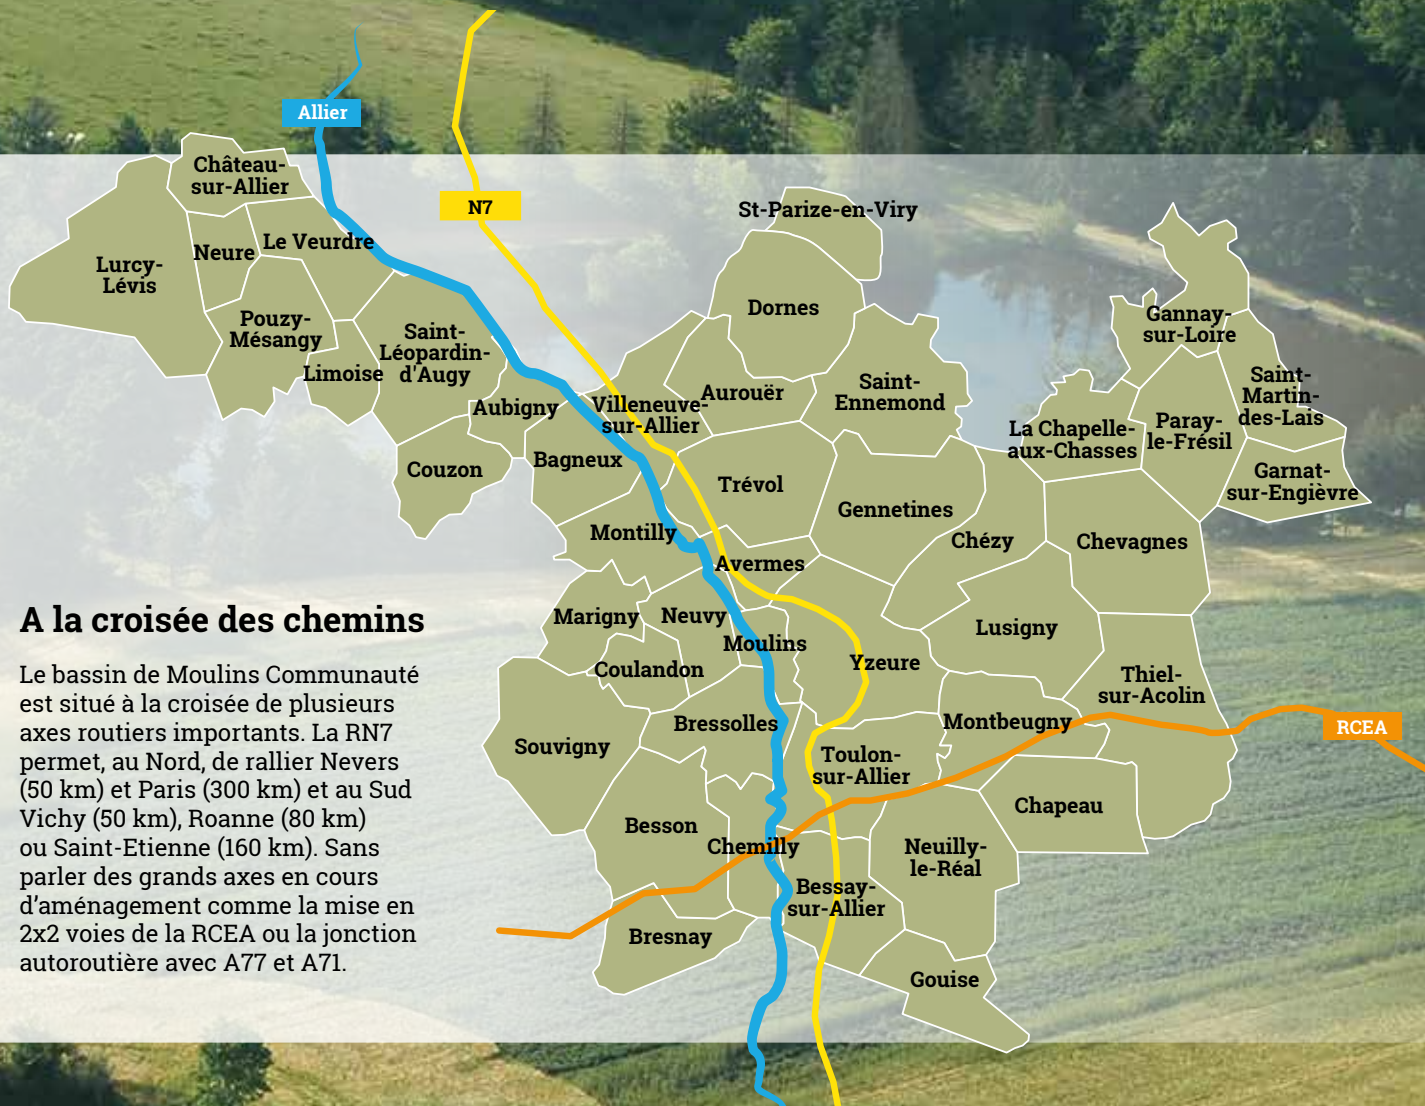 Allier
N7
Château-
sur-Allier
St-Parize-en-Viry
Neure
Le Veurdre
Lurcy-
Lévis
Dornes
Pouzy-
Mésangy
Saint-
Léopardin-
d'Augy
Gannay-
sur-Loire
Limoise
Aubigny
Villeneuve-
sur-Allier
Aurouër
Saint-
Ennemond
Saint-
Martin-
des-Lais
La Chapelle-
aux-Chasses
Paray-
le-Frésil
Couzon
Bagneux
Trévol
Garnat-
sur-Engièvre
Gennetines
Montilly
Chézy
Chevagnes
Avermes
Marigny
Neuvy
Moulins
Lusigny
Coulandon
Yzeure
Thiel-
sur-Acolin
Bressolles
Montbeugny
RCEA
Souvigny
Toulon-
sur-Allier
Chapeau
Besson
Chemilly
Neuilly-
le-Réal
Bessay-
sur-Allier
Bresnay
Gouise
A la croisée des chemins
Le bassin de Moulins Communauté
est situé à la croisée de plusieurs
axes routiers importants. La RN7
permet, au Nord, de rallier Nevers
(50 km) et Paris (300 km) et au Sud
Vichy (50 km), Roanne (80 km)
ou Saint-Etienne (160 km). Sans
parler des grands axes en cours
d’aménagement comme la mise en
2x2 voies de la RCEA ou la jonction
autoroutière avec A77 et A71.